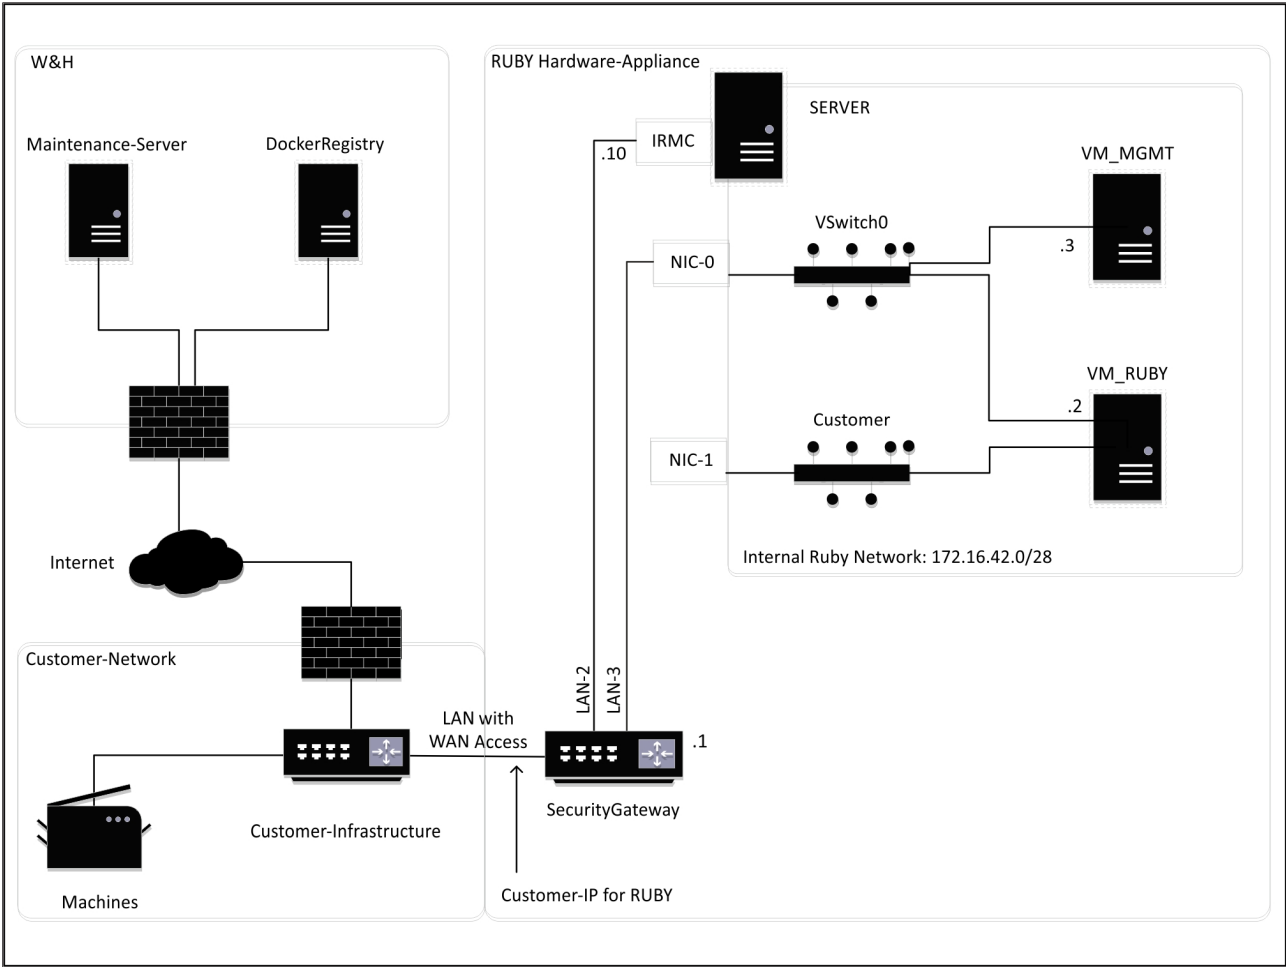 W&H
Maintenance-Server
DockerRegistry
Internet
Customer-Network
Customer-Infrastructure
Machines
LAN with
WAN Access
RUBY Hardware-Appliance
SERVER
IRMC
.10
NIC-0
VSwitch0
VM_MGMT
.3
VM_RUBY
.2
Customer
NIC-1
Internal Ruby Network: 172.16.42.0/28
LAN-2
LAN-3
.1
SecurityGateway
Customer-IP for RUBY